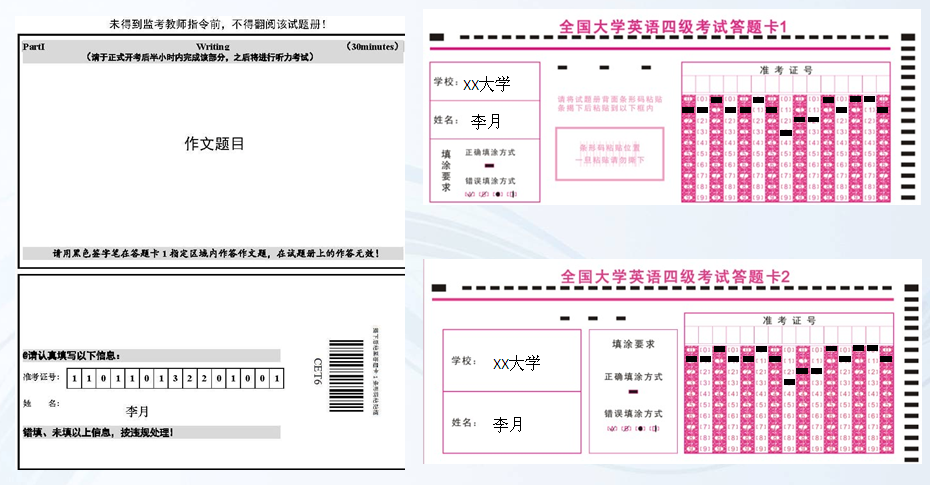 未得到监考教师指令前，不得翻阅该试题册！
PartI Writing （30minutes）
（请于正式开考后半小时内完成该部分，之后将进行听力考试）
作文题目
请用黑色签字笔在答题卡 1 指定区域内作答作文题，在试题册上的作答无效！
@请认真填写以下信息：
准考证号： 1 1 0 1 1 0 1 3 2 2 0 1 0 0 1
姓 名：
李月
错填、未填以上信息，按违规处理！
CET6
全国大学英语四级考试答题卡1
学校： XX大学
姓名： 李月
填涂要求
正确填涂方式
错误填涂方式
请将试题册背面条形码粘贴
条揭下后粘贴到以下框内
条形码粘贴位置
一旦粘贴请勿撕下
准考证号
全国大学英语四级考试答题卡2
学校： XX大学
姓名： 李月
填涂要求
正确填涂方式
错误填涂方式
准考证号